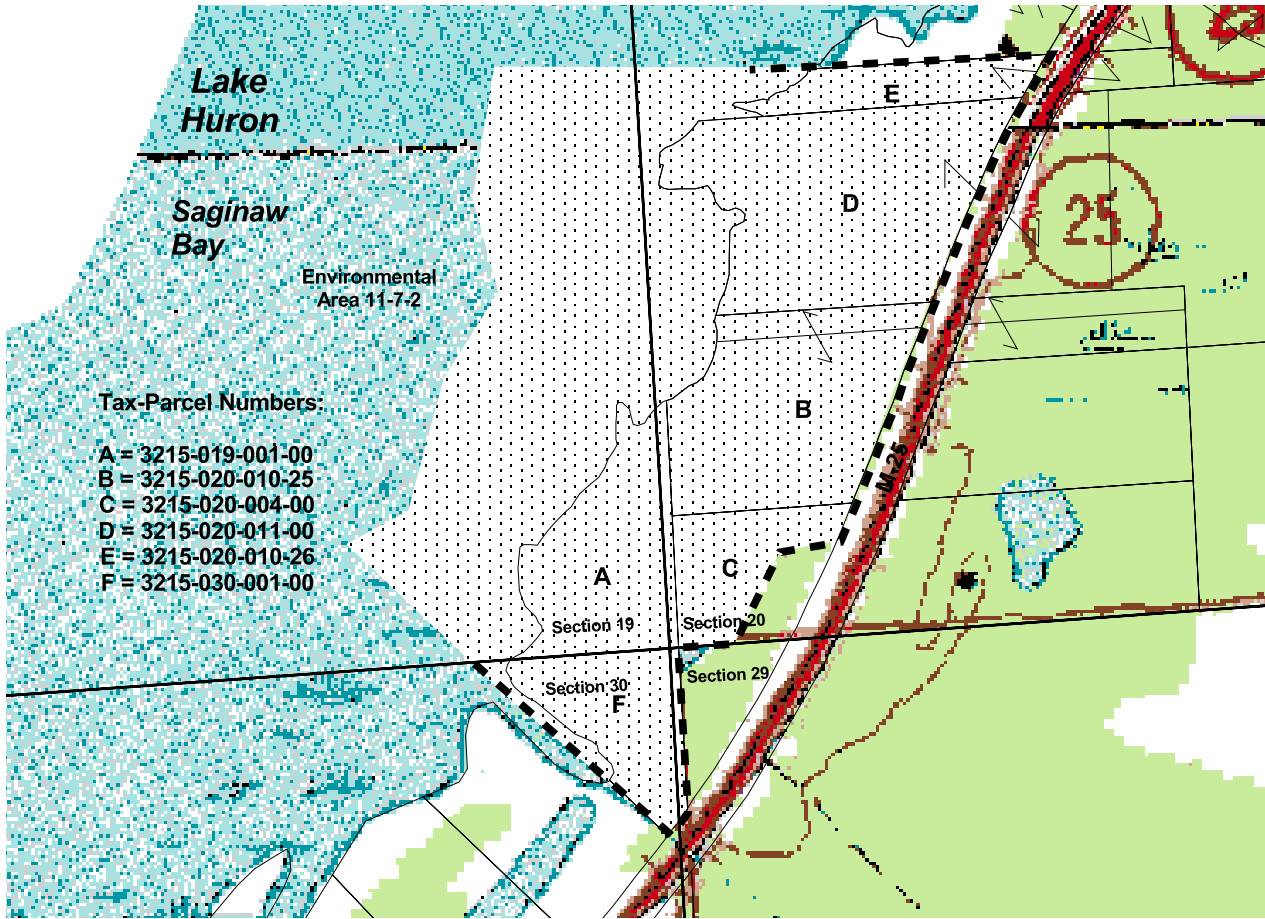 Lake
Huron
Saginaw
Bay
Environmental
Area 11-7-2
Tax-Parcel Numbers:
A = 3215-019-001-00
B = 3215-020-010-25
C = 3215-020-004-00
D = 3215-020-011-00
E = 3215-020-010-26
F = 3215-030-001-00
E
D
25
B
M-25
C
A
Section 19
Section 20
Section 29
Section 30
F